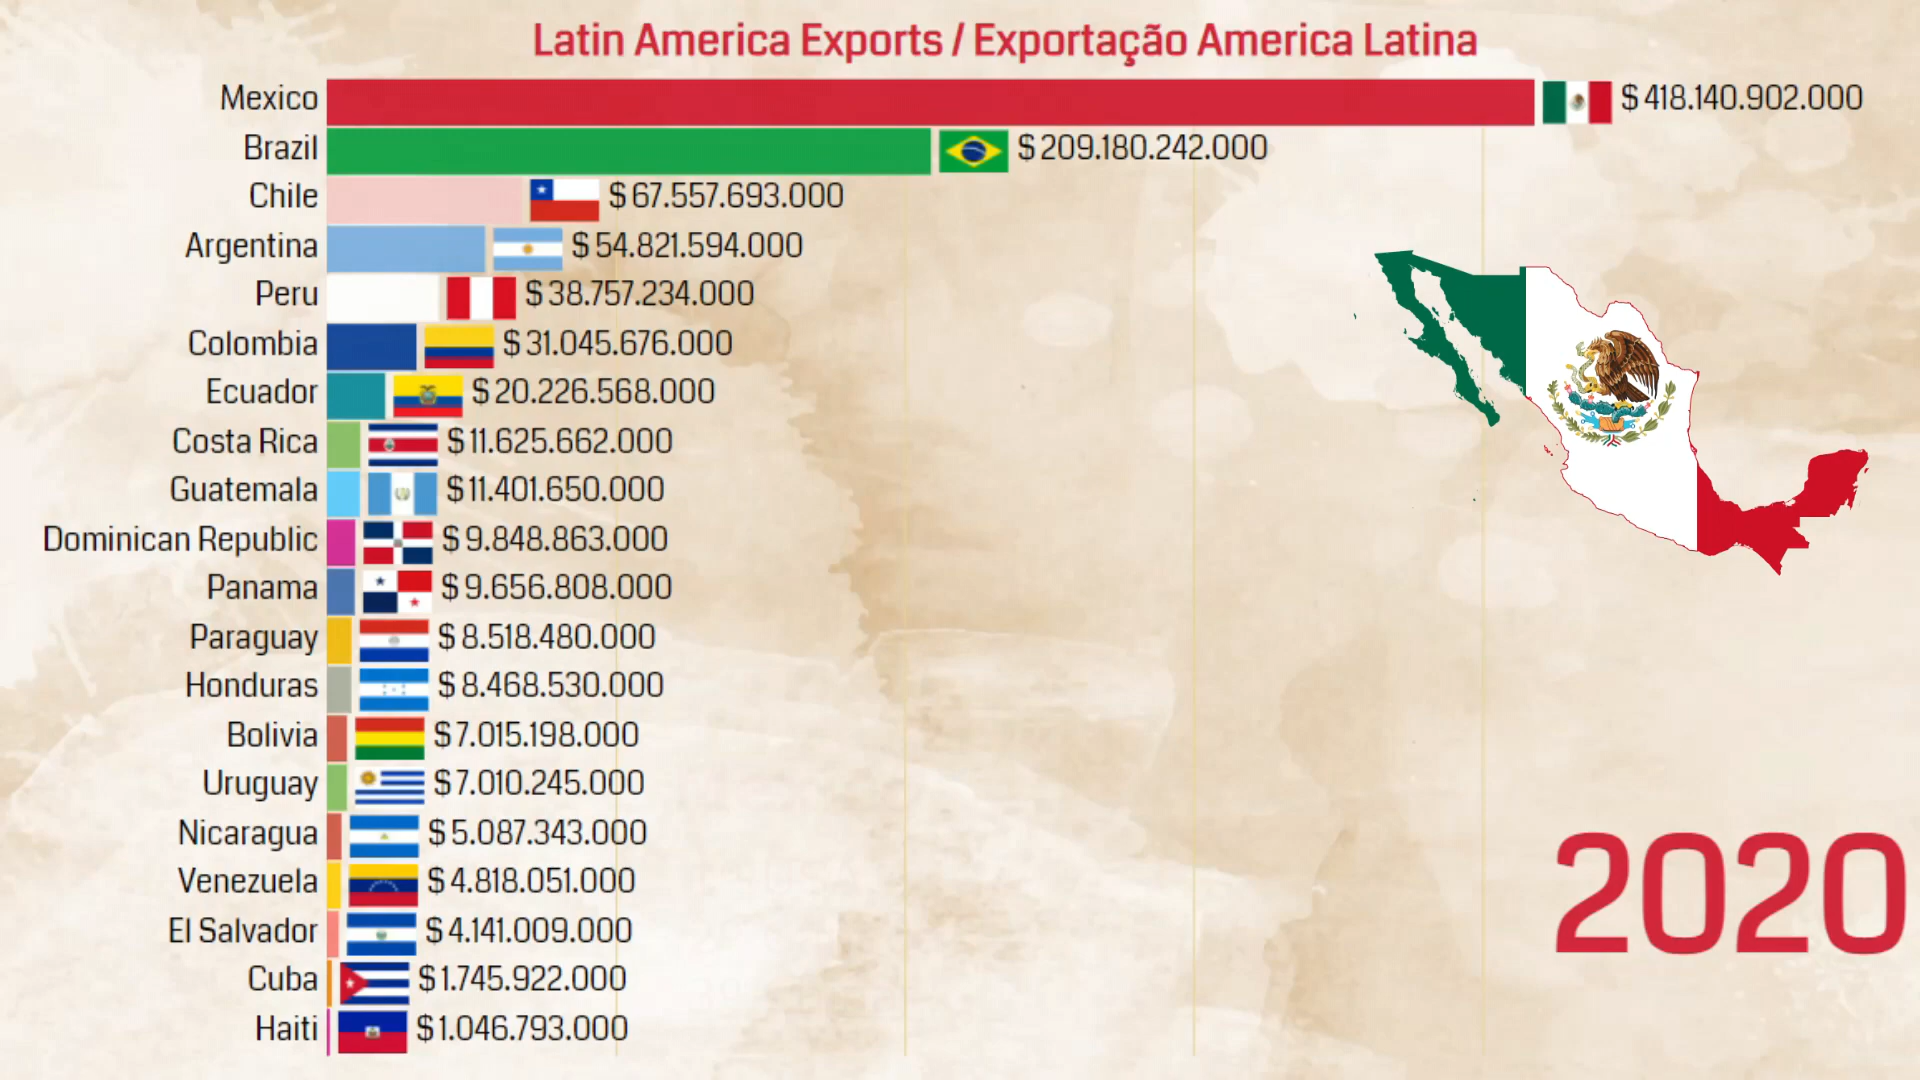 Latin America Exports / Exportação America Latina
Mexico $ 418.140.902.000
Brazil $ 209.180.242.000
Chile $ 67.557.693.000
Argentina $ 54.821.594.000
Peru $ 38.757.234.000
Colombia $ 31.045.676.000
Ecuador $ 20.226.568.000
Costa Rica $ 11.625.662.000
Guatemala $ 11.401.650.000
Dominican Republic $ 9.848.863.000
Panama $ 9.656.808.000
Paraguay $ 8.518.480.000
Honduras $ 8.468.530.000
Bolivia $ 7.015.198.000
Uruguay $ 7.010.245.000
Nicaragua $ 5.087.343.000
Venezuela $ 4.818.051.000
El Salvador $ 4.141.009.000
Cuba $ 1.745.922.000
Haiti $ 1.046.793.000
2020